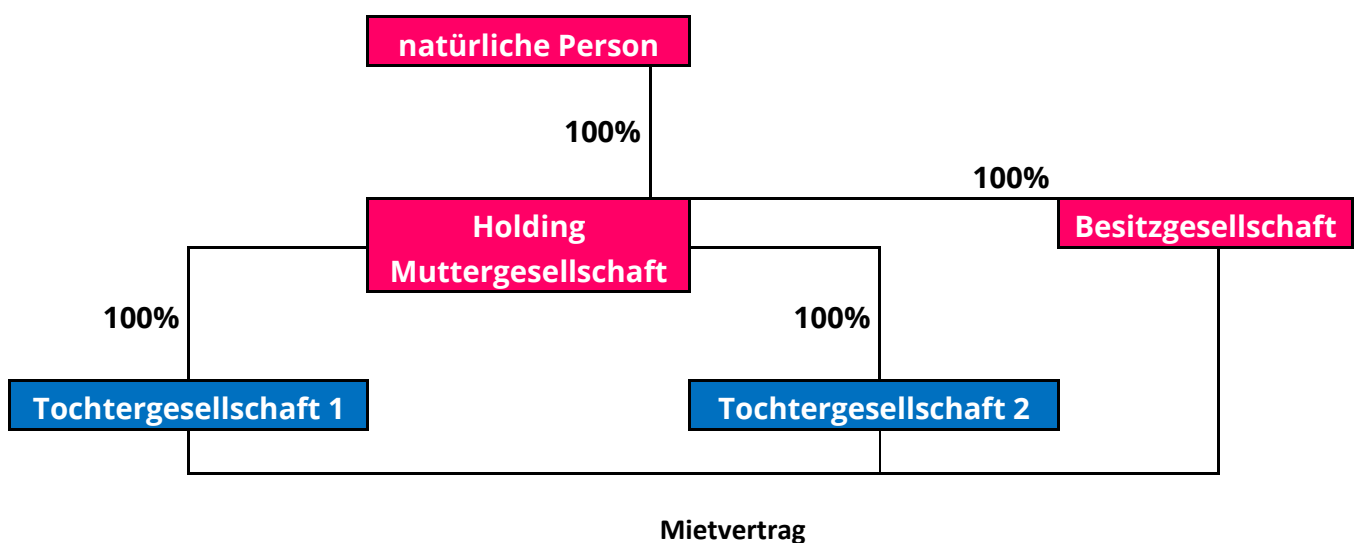 natürliche Person
100%
100%
Holding
Muttergesellschaft
Besitzgesellschaft
100%
100%
Tochtergesellschaft 1
Tochtergesellschaft 2
Mietvertrag